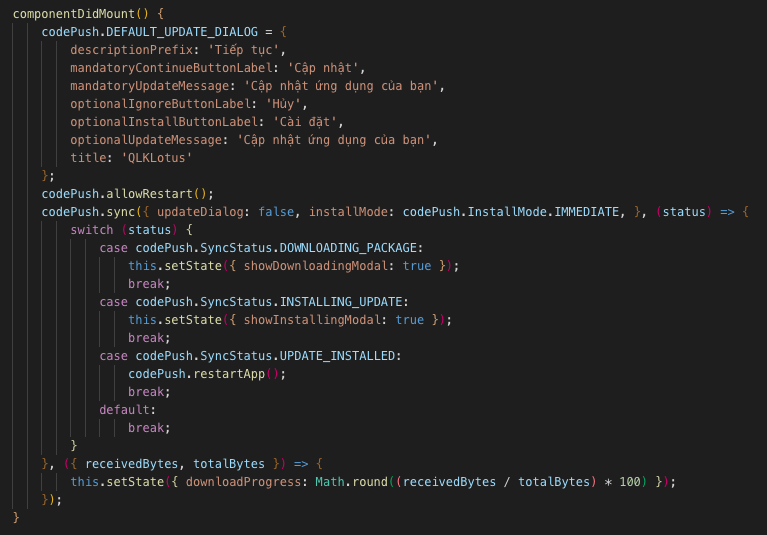 componentDidMount() {
codePush.DEFAULT_UPDATE_DIALOG = {
descriptionPrefix: 'Tiếp tục',
mandatoryContinueButtonLabel: 'Cập nhật',
mandatoryUpdateMessage: 'Cập nhật ứng dụng của bạn',
optionalIgnoreButtonLabel: 'Hủy',
optionalInstallButtonLabel: 'Cài đặt',
optionalUpdateMessage: 'Cập nhật ứng dụng của bạn',
title: 'QLKLotus'
};
codePush.allowRestart();
codePush.sync({ updateDialog: false, installMode: codePush.InstallMode.IMMEDIATE, }, (status) => {
switch (status) {
case codePush.SyncStatus.DOWNLOADING_PACKAGE:
this.setState({ showDownloadingModal: true });
break;
case codePush.SyncStatus.INSTALLING_UPDATE:
this.setState({ showInstallingModal: true });
break;
case codePush.SyncStatus.UPDATE_INSTALLED:
codePush.restartApp();
break;
default:
break;
}
}, ({ receivedBytes, totalBytes }) => {
this.setState({ downloadProgress: Math.round((receivedBytes / totalBytes) * 100) });
});
}